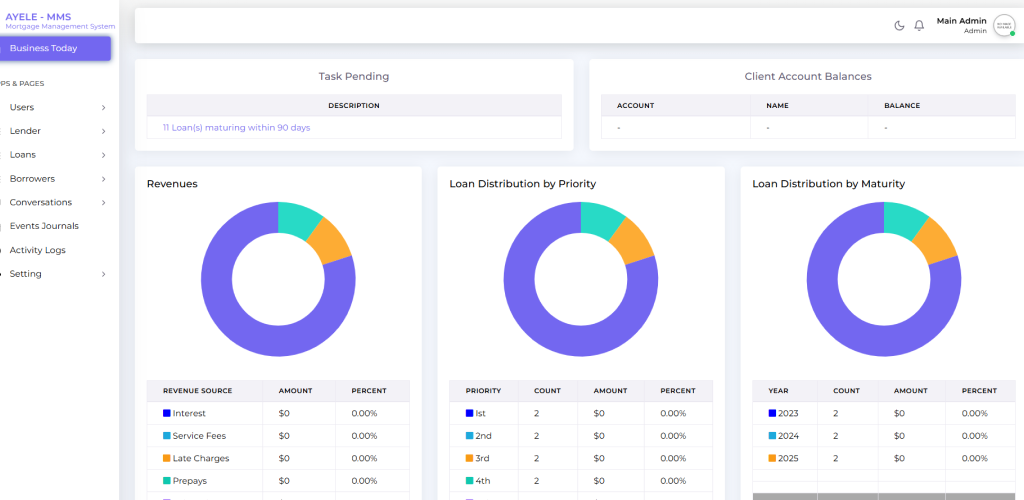 AYELE - MMS
Mortgage Management System
Business Today
PS & PAGES
Users
Lender
Loans
Borrowers
Conversations
Events Journals
Activity Logs
Setting
Main Admin
Admin
Task Pending
DESCRIPTION
11 Loan(s) maturing within 90 days
Client Account Balances
ACCOUNT NAME BALANCE
- - -
Revenues
REVENUE SOURCE AMOUNT PERCENT
Interest $0 0.00%
Service Fees $0 0.00%
Late Charges $0 0.00%
Prepays $0 0.00%
Loan Distribution by Priority
PRIORITY COUNT AMOUNT PERCENT
Ist 2 $0 0.00%
2nd 2 $0 0.00%
3rd 2 $0 0.00%
4th 2 $0 0.00%
Loan Distribution by Maturity
YEAR COUNT AMOUNT PERCENT
2023 2 $0 0.00%
2024 2 $0 0.00%
2025 2 $0 0.00%